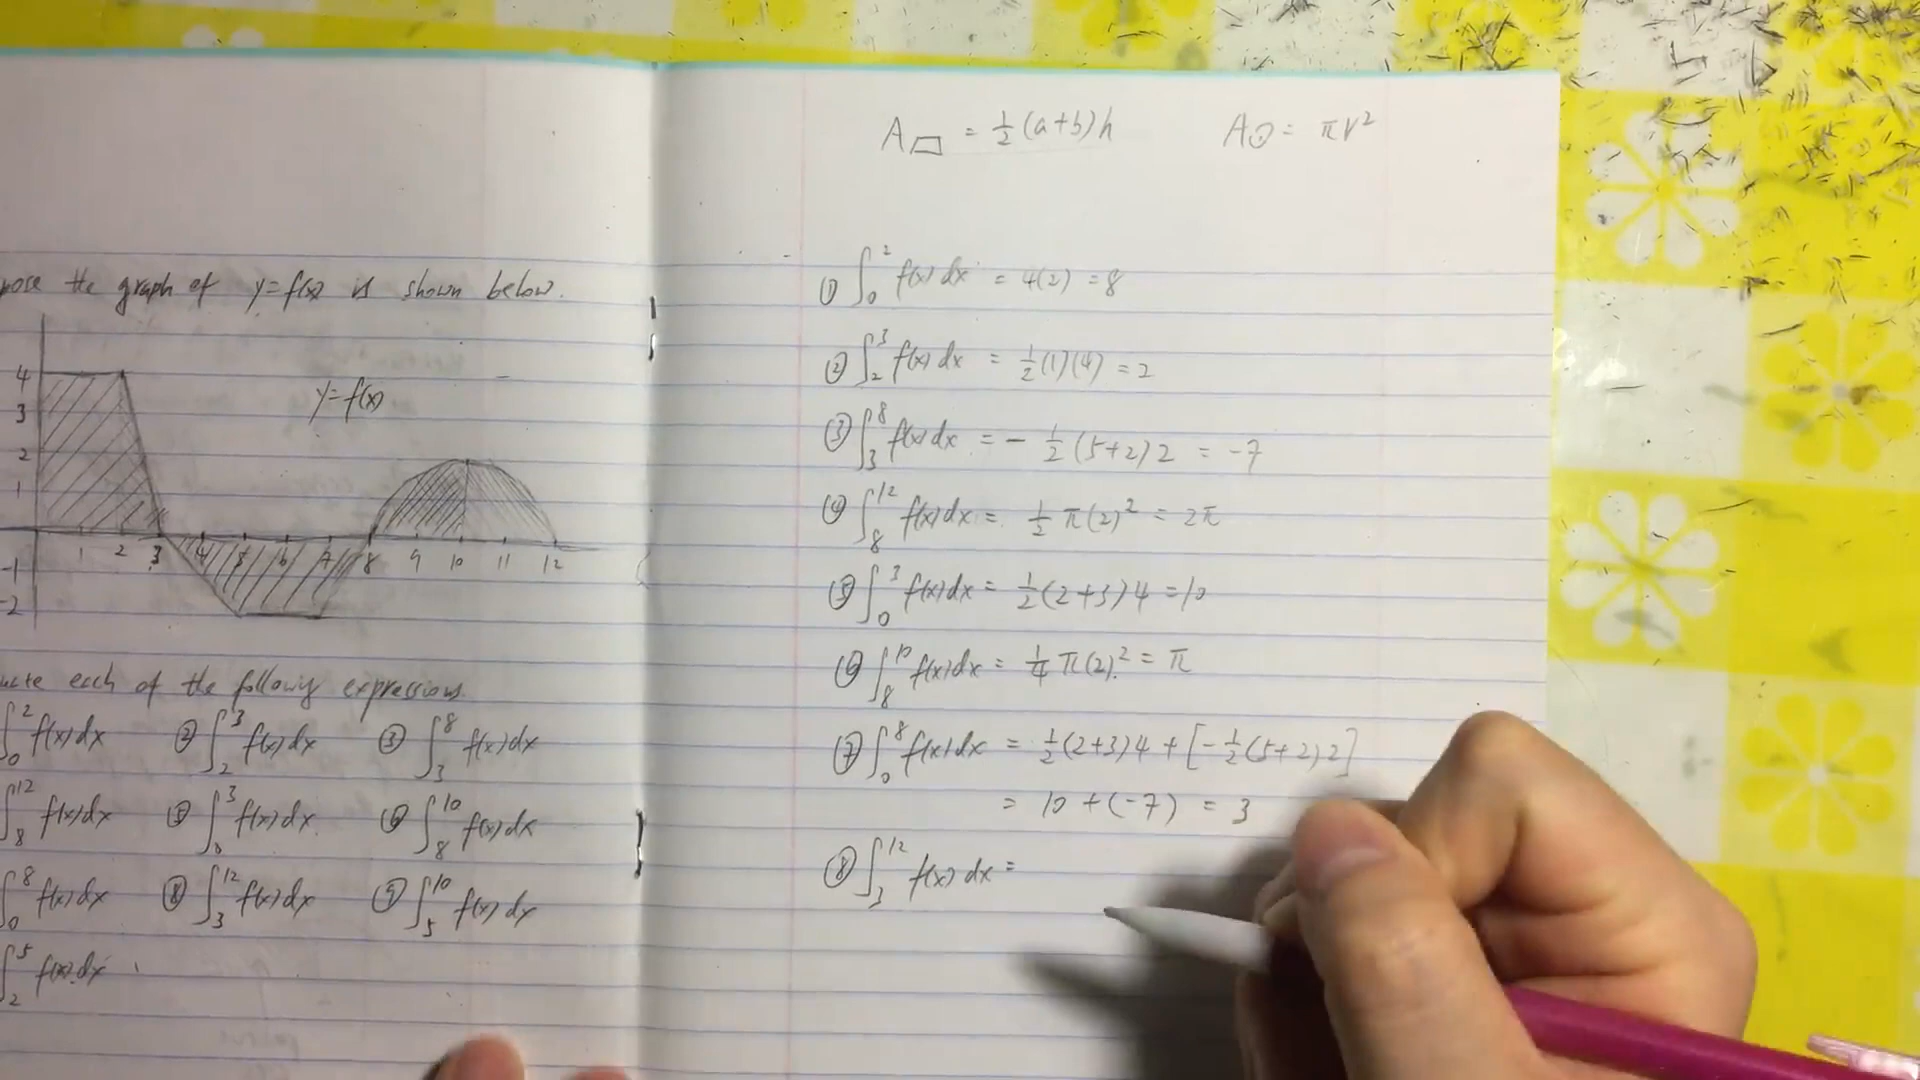 pose the graph of y=f(x) is shown below.
4
3
2
1
-1
-2
y=f(x)
1 2 3 4 5 6 7 8 9 10 11 12
uate each of the following expressions.
∫₀² f(x)dx ② ∫₂³ f(x)dx ③ ∫₃⁸ f(x)dx
∫₈¹² f(x)dx ⑤ ∫₀³ f(x)dx ⑥ ∫₈¹⁰ f(x)dx
∫₀⁸ f(x)dx ⑧ ∫₃¹² f(x)dx ⑨ ∫₅¹⁰ f(x)dx
∫₂⁵ f(x)dx
A▱ = ½(a+b)h A⊙ = πr²
① ∫₀² f(x)dx = 4(2) = 8
② ∫₂³ f(x)dx = ½(1)(4) = 2
③ ∫₃⁸ f(x)dx = -½(5+2)2 = -7
④ ∫₈¹² f(x)dx = ½π(2)² = 2π
⑤ ∫₀³ f(x)dx = ½(2+3)4 = 10
⑥ ∫₈¹⁰ f(x)dx = ¼π(2)² = π
⑦ ∫₀⁸ f(x)dx = ½(2+3)4 + [-½(5+2)2]
= 10 + (-7) = 3
⑧ ∫₃¹² f(x)dx =